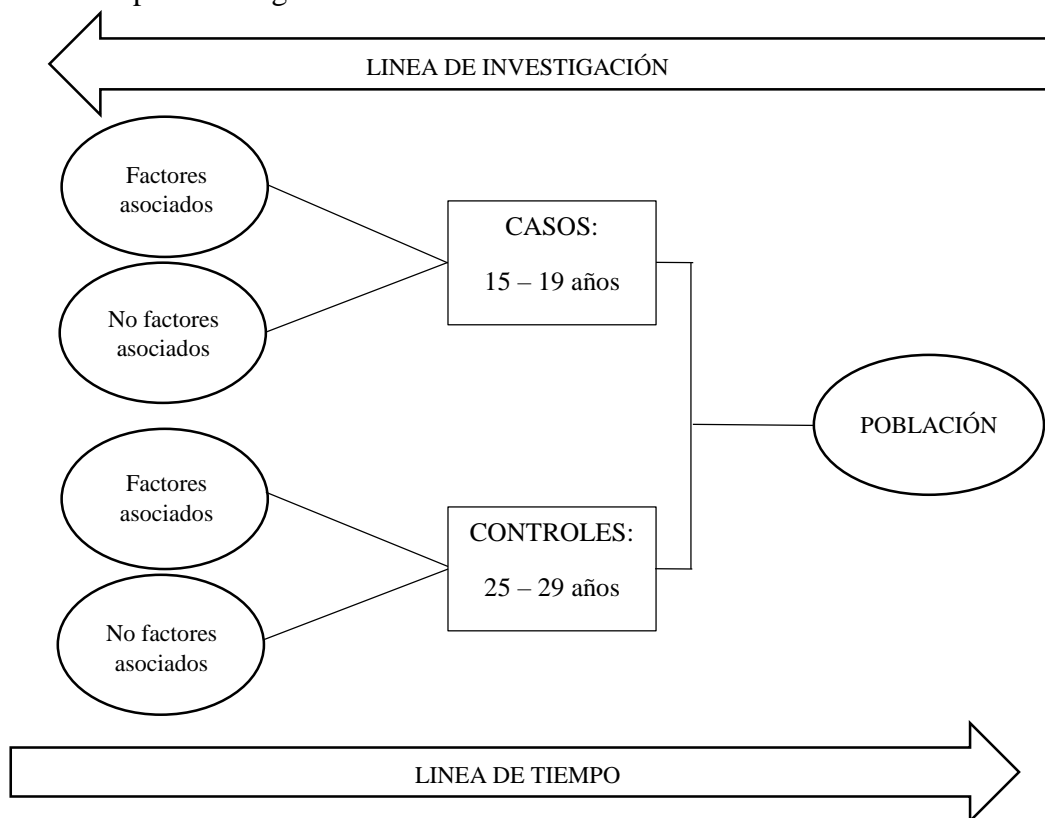 LINEA DE INVESTIGACIÓN
Factores
asociados
No factores
asociados
CASOS:
15 – 19 años
POBLACIÓN
Factores
asociados
No factores
asociados
CONTROLES:
25 – 29 años
LINEA DE TIEMPO